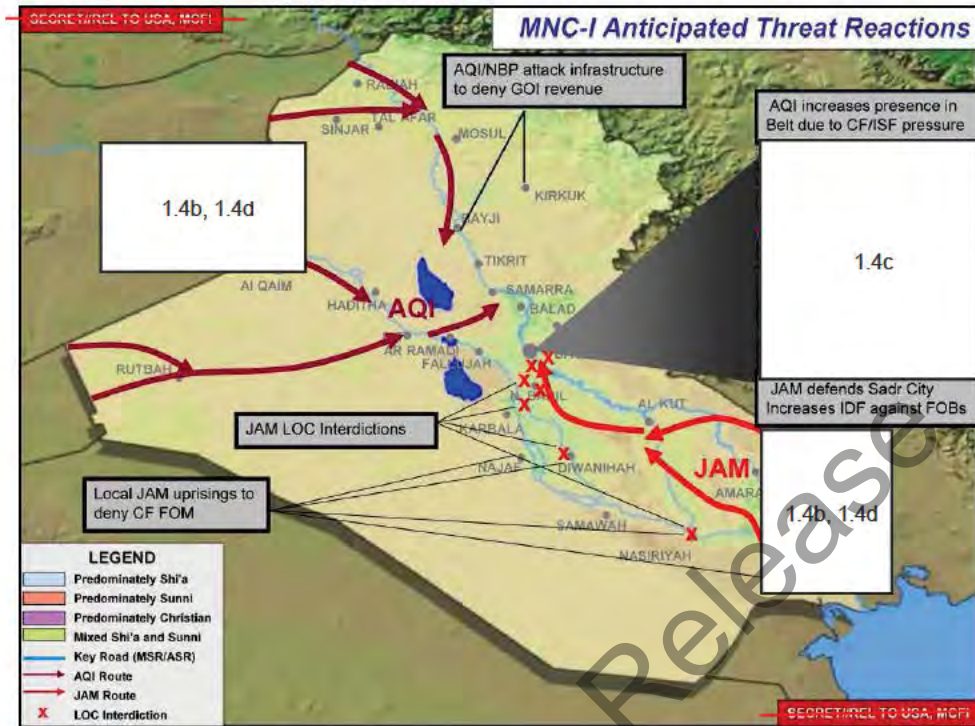 SECRET//REL TO USA, MCFI
MNC-I Anticipated Threat Reactions
AQI/NBP attack infrastructure
to deny GOI revenue
AQI increases presence in
Belt due to CF/ISF pressure
RABIAH
SINJAR
TAL AFAR
MOSUL
KIRKUK
1.4b, 1.4d
1.4c
BAYJI
TIKRIT
Al QAIM
HADITHA
AQI
SAMARRA
BALAD
AR RAMADI
FALLUJAH
RUTBAH
JAM defends Sadr City
Increases IDF against FOBs
AL KUT
JAM LOC Interdictions
KARBALA
NAJAF
DIWANIHAH
JAM
AMARA
Local JAM uprisings to
deny CF FOM
SAMAWAH
NASIRIYAH
1.4b, 1.4d
Release
LEGEND
Predominately Shi'a
Predominately Sunni
Predominately Christian
Mixed Shi'a and Sunni
Key Road (MSR/ASR)
AQI Route
JAM Route
X LOC Interdiction
SECRET//REL TO USA, MCFI